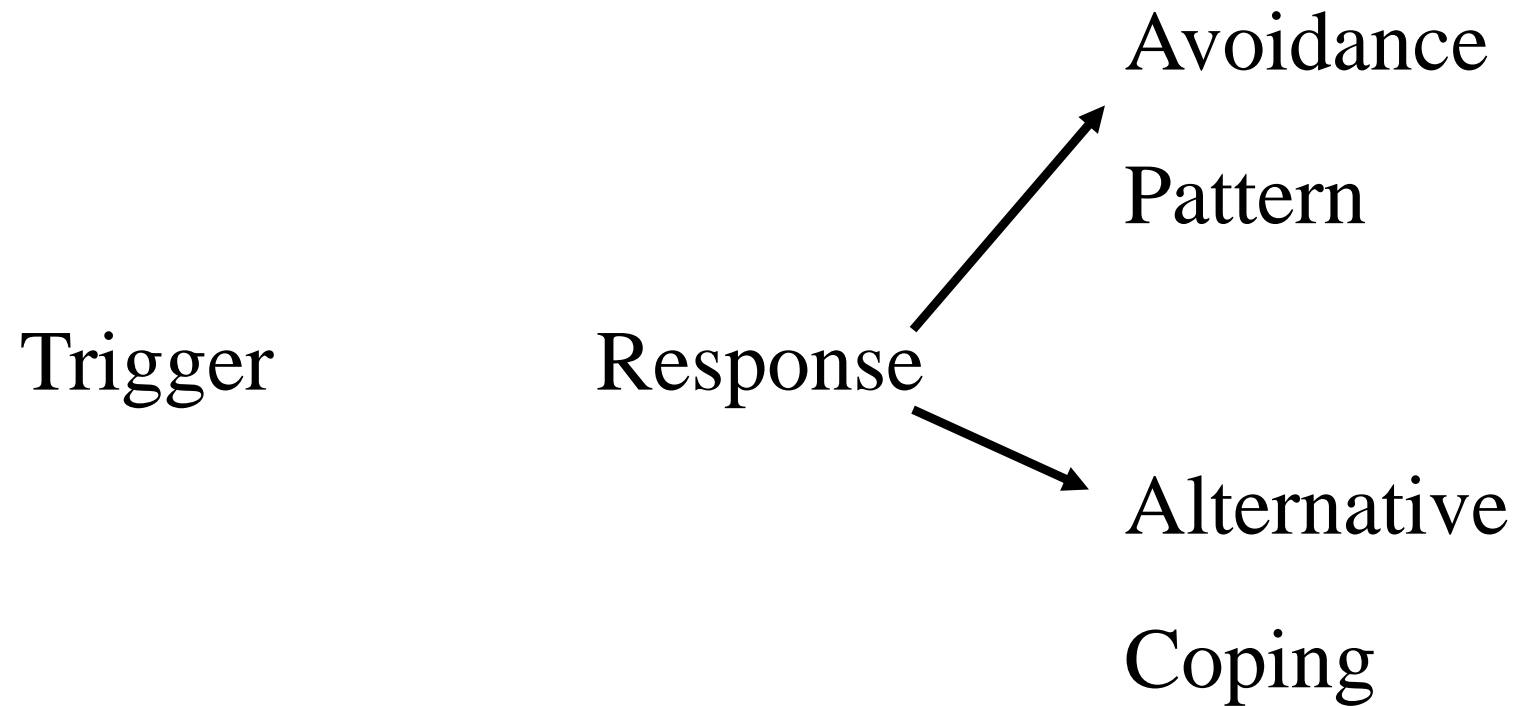 Avoidance
Pattern
Trigger Response
Alternative
Coping